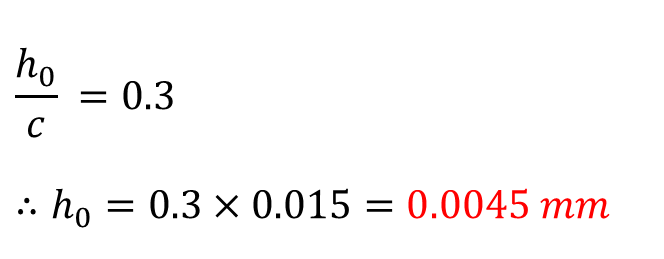 h₀/c = 0.3
∴ h₀ = 0.3 × 0.015 = 0.0045 mm